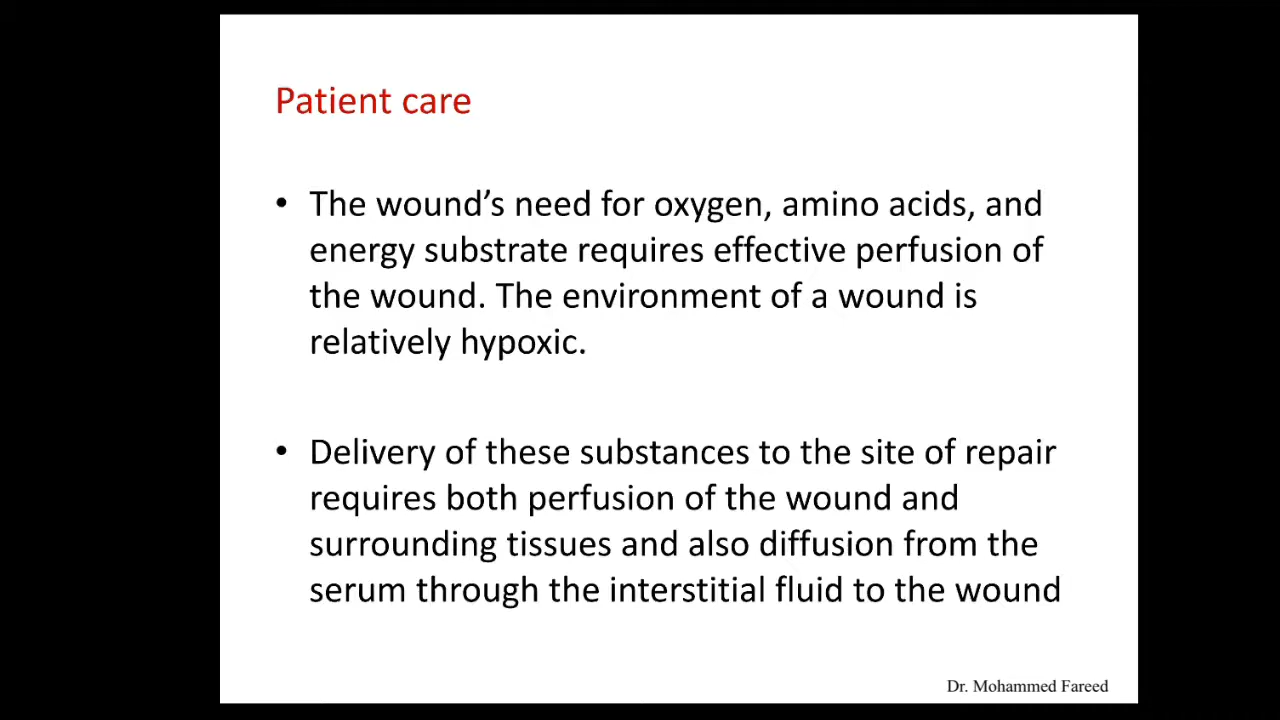 Patient care
• The wound’s need for oxygen, amino acids, and
energy substrate requires effective perfusion of
the wound. The environment of a wound is
relatively hypoxic.
• Delivery of these substances to the site of repair
requires both perfusion of the wound and
surrounding tissues and also diffusion from the
serum through the interstitial fluid to the wound
Dr. Mohammed Fareed